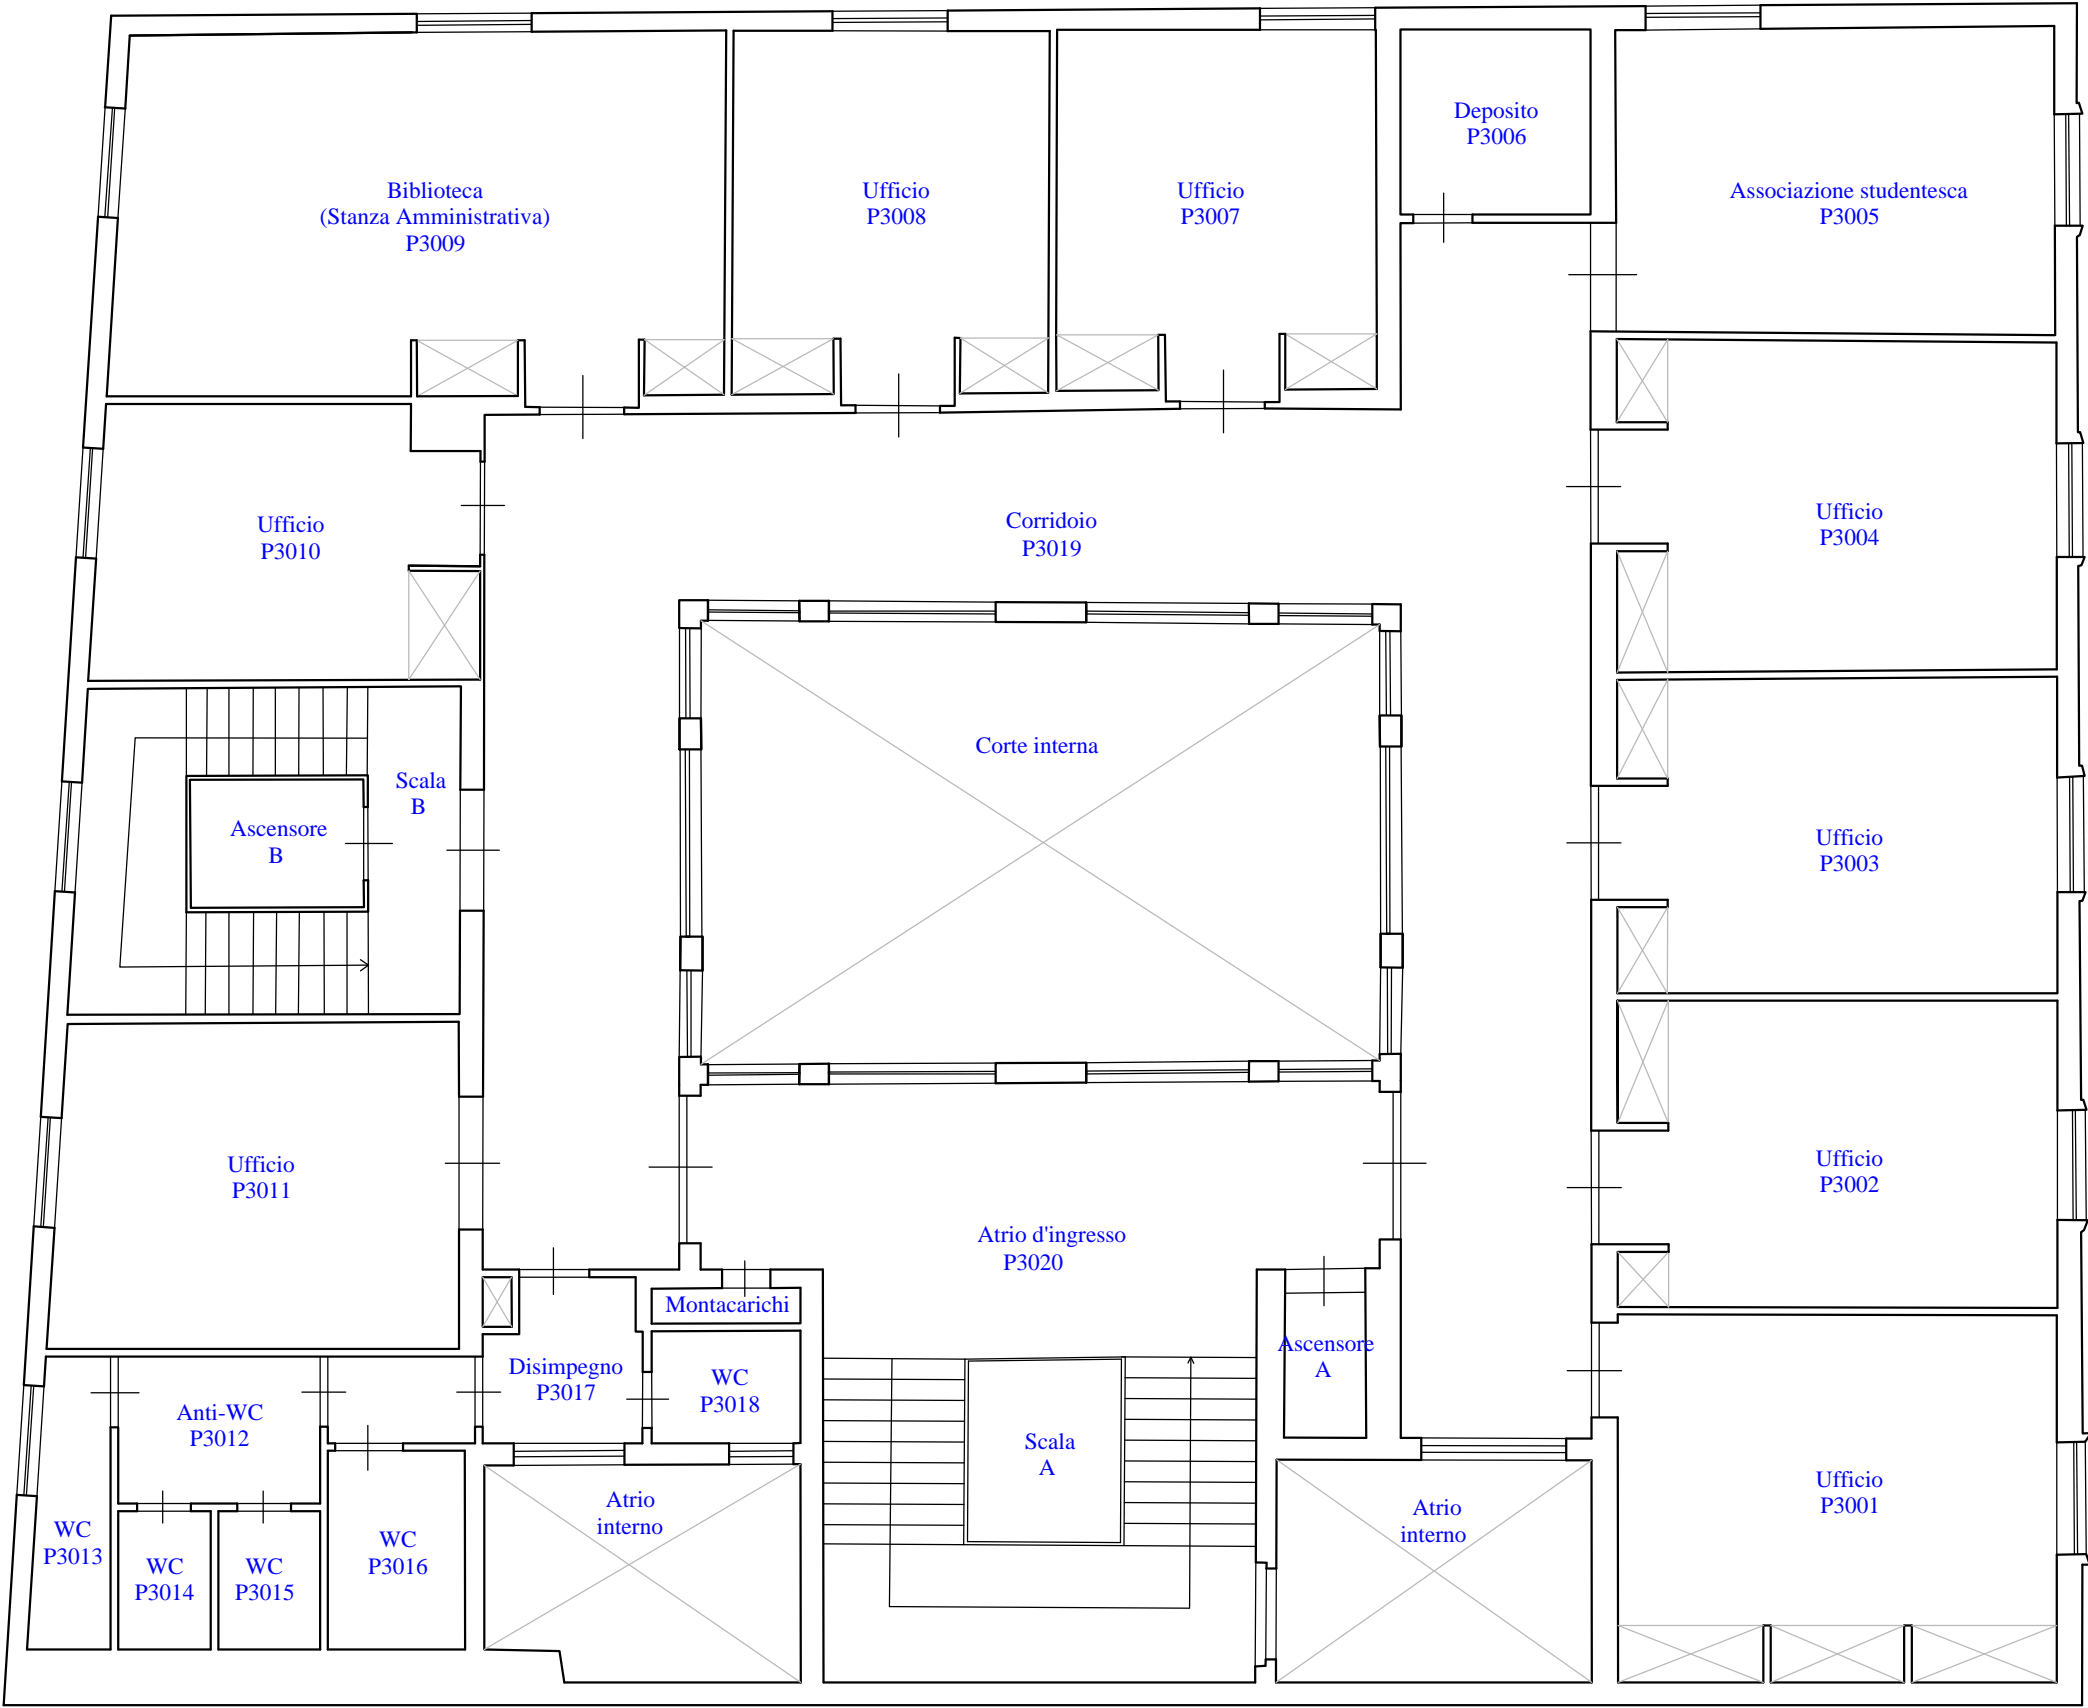 Deposito
P3006
Biblioteca
(Stanza Amministrativa)
P3009
Ufficio
P3008
Ufficio
P3007
Associazione studentesca
P3005
Ufficio
P3010
Corridoio
P3019
Ufficio
P3004
Corte interna
Scala
B
Ascensore
B
Ufficio
P3003
Ufficio
P3011
Atrio d'ingresso
P3020
Ufficio
P3002
Montacarichi
Ascensore
A
Disimpegno
P3017
WC
P3018
Anti-WC
P3012
Scala
A
Ufficio
P3001
Atrio
interno
Atrio
interno
WC
P3013
WC
P3014
WC
P3015
WC
P3016